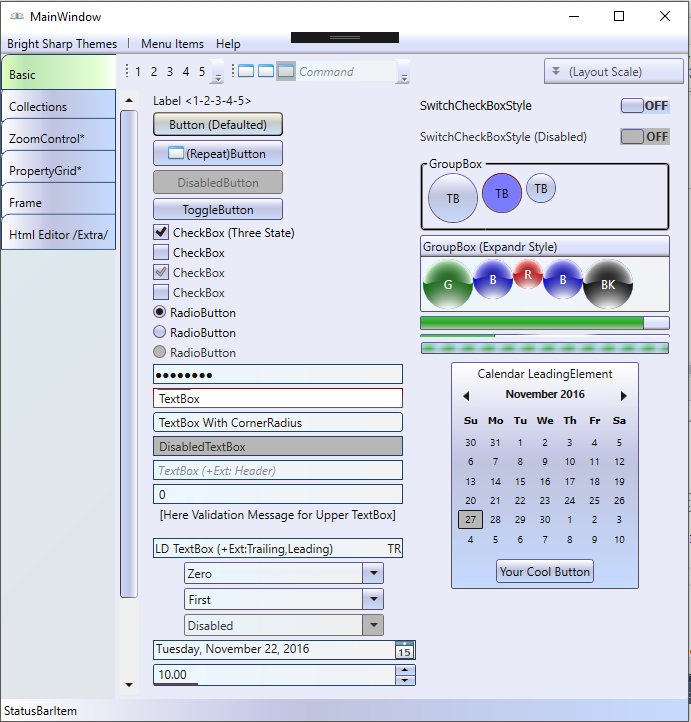 MainWindow
Bright Sharp Themes | Menu Items Help
Basic
Collections
ZoomControl*
PropertyGrid*
Frame
Html Editor /Extra/
1 2 3 4 5
Command
(Layout Scale)
Label <1-2-3-4-5>
Button (Defaulted)
(Repeat)Button
DisabledButton
ToggleButton
CheckBox (Three State)
CheckBox
CheckBox
CheckBox
RadioButton
RadioButton
RadioButton
●●●●●●●●
TextBox
TextBox With CornerRadius
DisabledTextBox
TextBox (+Ext: Header)
0
[Here Validation Message for Upper TextBox]
LD TextBox (+Ext:Trailing,Leading) TR
Zero
First
Disabled
Tuesday, November 22, 2016 15
10.00
SwitchCheckBoxStyle OFF
SwitchCheckBoxStyle (Disabled) OFF
GroupBox
TB TB TB
GroupBox (Expandr Style)
G B R B BK
Calendar LeadingElement
November 2016
Su Mo Tu We Th Fr Sa
30 31 1 2 3 4 5
6 7 8 9 10 11 12
13 14 15 16 17 18 19
20 21 22 23 24 25 26
27 28 29 30 1 2 3
4 5 6 7 8 9 10
Your Cool Button
StatusBarItem